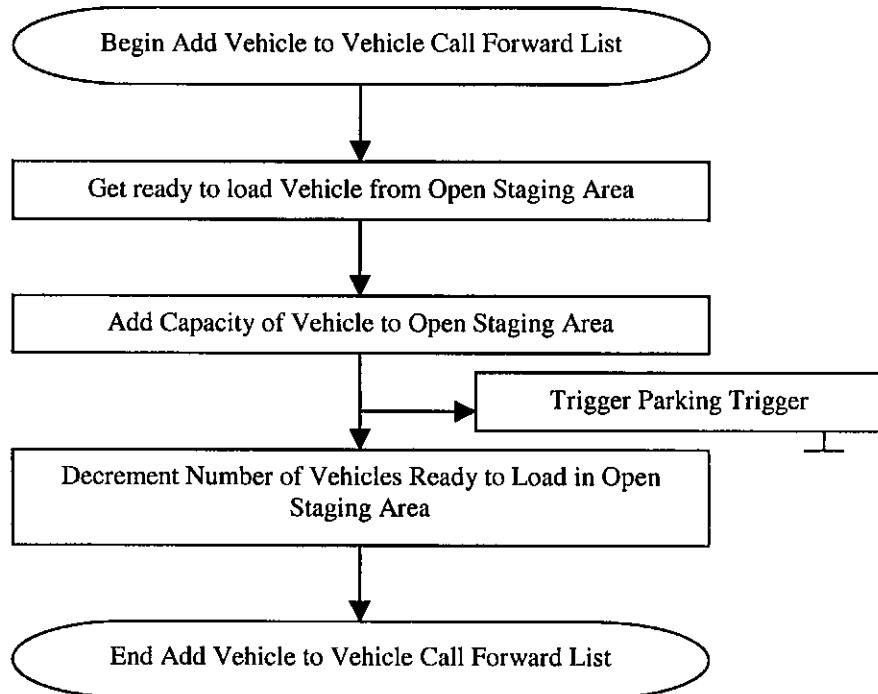 Begin Add Vehicle to Vehicle Call Forward List
Get ready to load Vehicle from Open Staging Area
Add Capacity of Vehicle to Open Staging Area
Trigger Parking Trigger
Decrement Number of Vehicles Ready to Load in Open
Staging Area
End Add Vehicle to Vehicle Call Forward List